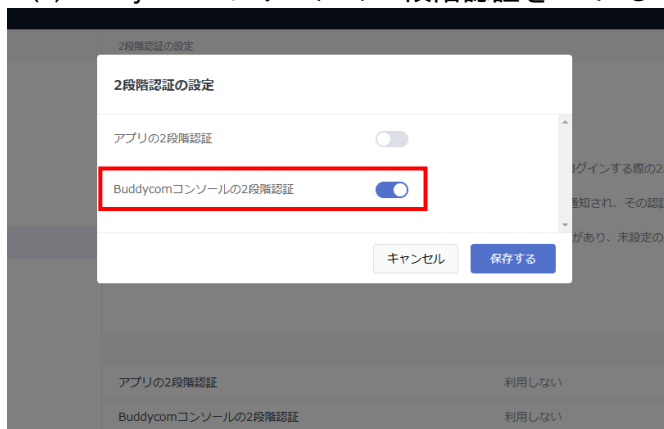 2段階認証の設定
2段階認証の設定
アプリの2段階認証
グインする際の2
Buddycomコンソールの2段階認証
通知され、その認証
があり、未設定の
キャンセル 保存する
アプリの2段階認証 利用しない
Buddycomコンソールの2段階認証 利用しない